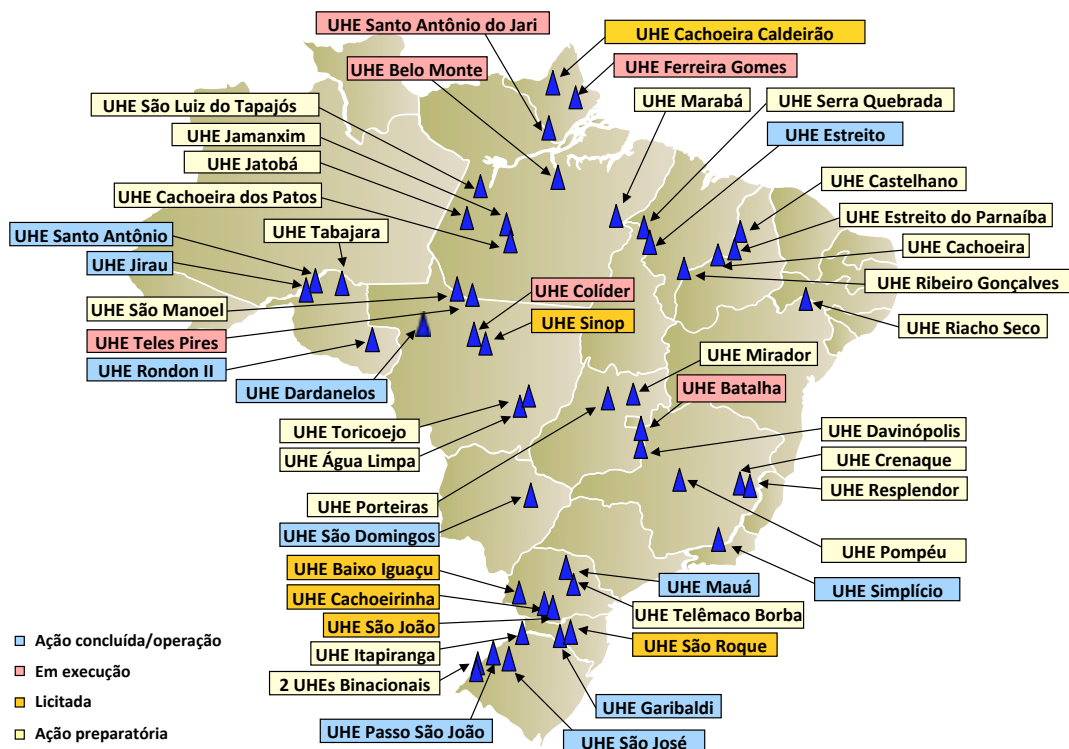 UHE Santo Antônio do Jari
UHE Cachoeira Caldeirão
UHE Belo Monte
UHE Ferreira Gomes
UHE São Luiz do Tapajós
UHE Marabá
UHE Serra Quebrada
UHE Jamanxim
UHE Estreito
UHE Jatobá
UHE Castelhano
UHE Cachoeira dos Patos
UHE Estreito do Parnaíba
UHE Santo Antônio
UHE Tabajara
UHE Cachoeira
UHE Jirau
UHE Ribeiro Gonçalves
UHE Colíder
UHE São Manoel
UHE Sinop
UHE Riacho Seco
UHE Teles Pires
UHE Mirador
UHE Rondon II
UHE Dardanelos
UHE Batalha
UHE Toricoejo
UHE Davinópolis
UHE Água Limpa
UHE Crenaque
UHE Resplendor
UHE Porteiras
UHE São Domingos
UHE Pompéu
UHE Baixo Iguaçu
UHE Mauá
UHE Simplício
UHE Cachoeirinha
UHE Telêmaco Borba
UHE São João
UHE São Roque
UHE Itapiranga
2 UHEs Binacionais
UHE Garibaldi
UHE Passo São João
UHE São José
Ação concluída/operação
Em execução
Licitada
Ação preparatória